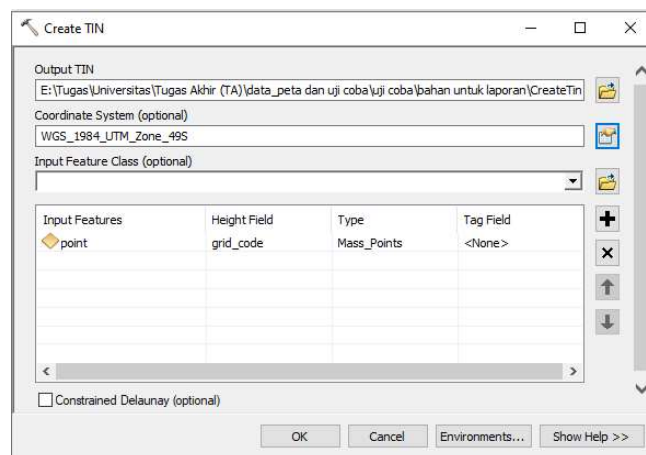 Create TIN
Output TIN
E:\Tugas\Universitas\Tugas Akhir (TA)\data_peta dan uji coba\uji coba\bahan untuk laporan\CreateTin
Coordinate System (optional)
WGS_1984_UTM_Zone_49S
Input Feature Class (optional)
Input Features Height Field Type Tag Field
point grid_code Mass_Points <None>
Constrained Delaunay (optional)
OK Cancel Environments... Show Help >>